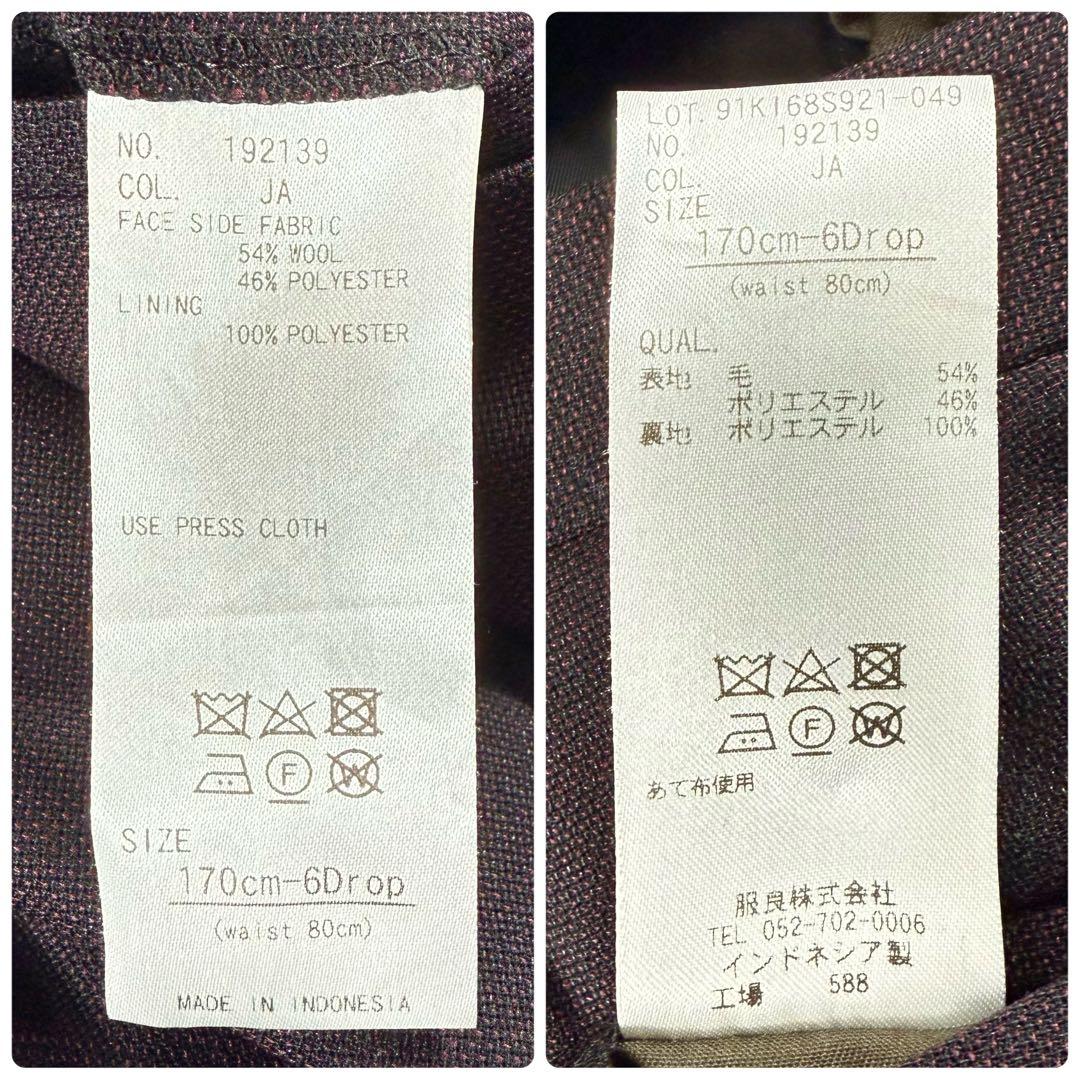 NO. 192139
COL. JA
FACE SIDE FABRIC
54% WOOL
46% POLYESTER
LINING
100% POLYESTER
USE PRESS CLOTH
F
W
SIZE
170cm-6Drop
(waist 80cm)
MADE IN INDONESIA
LOT. 91KI68S921-049
NO. 192139
COL. JA
SIZE
170cm-6Drop
(waist 80cm)
QUAL.
表地 毛 54%
ポリエステル 46%
裏地 ポリエステル 100%
F
W
あて布使用
服良株式会社
TEL 052-702-0006
インドネシア製
工場 588